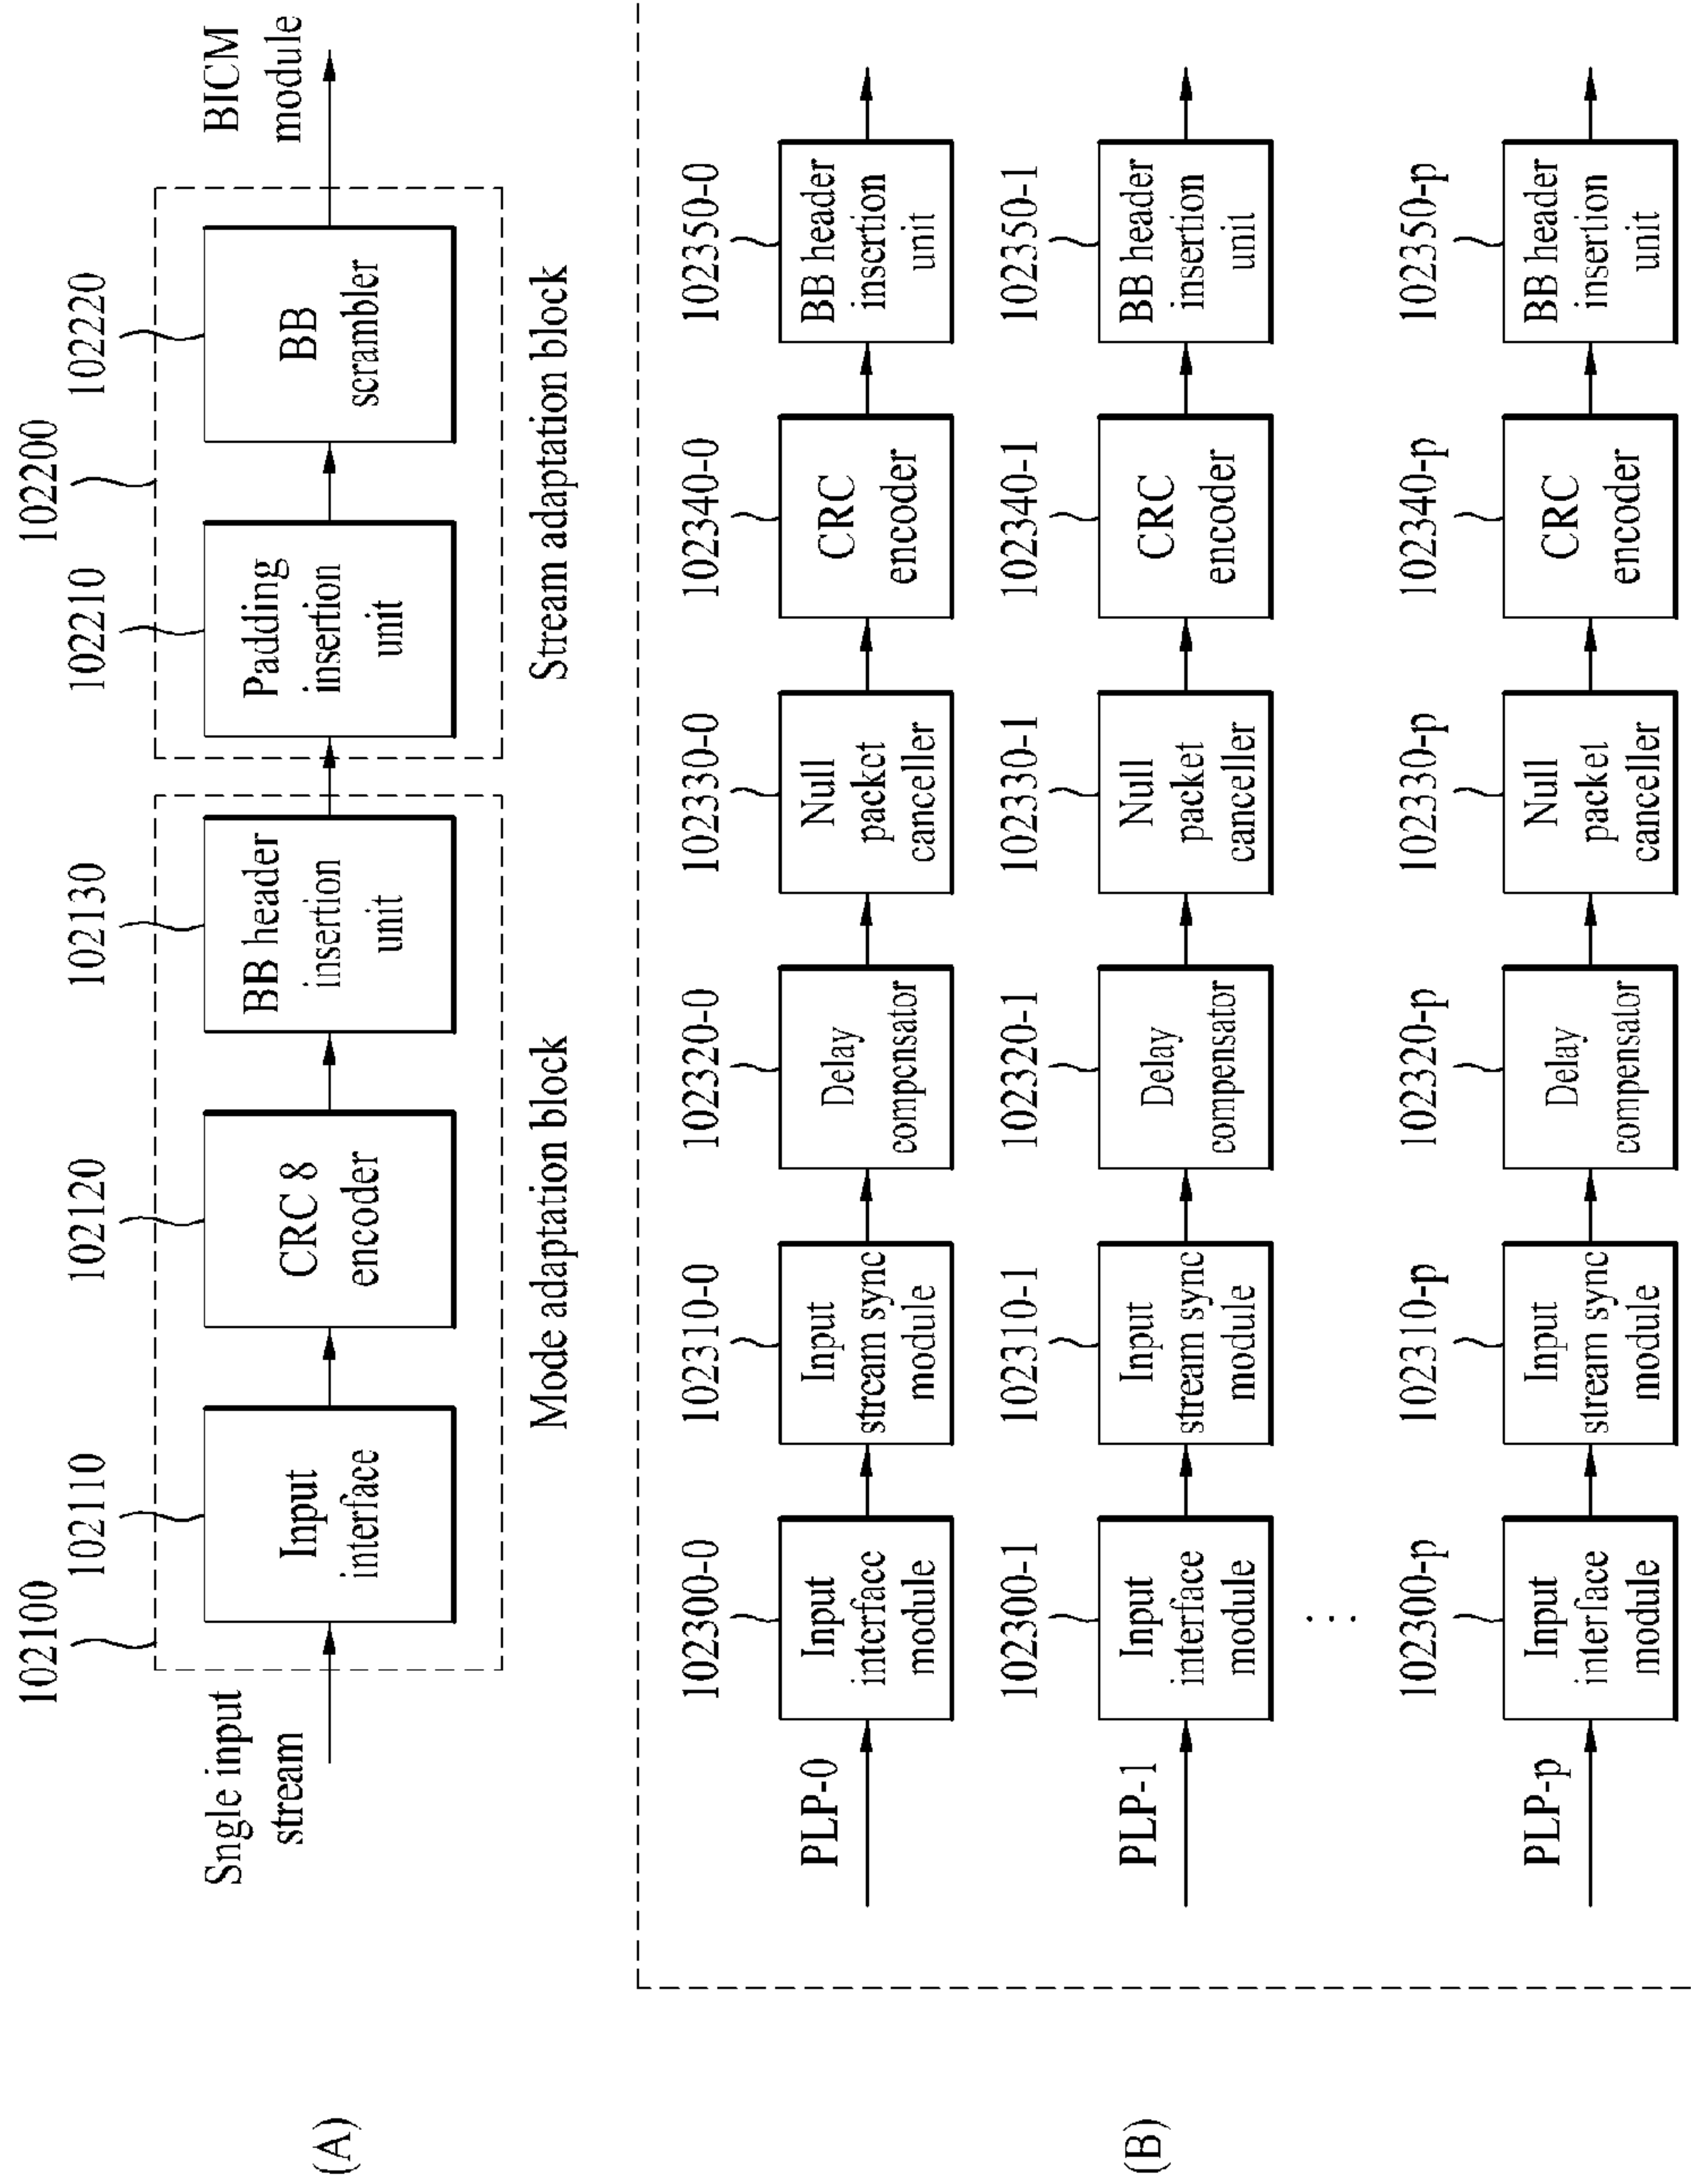 (A)
102100
102200
102110
102120
102130
102210
102220
Sngle input
stream
Input
interface
CRC 8
encoder
BB header
insertion
unit
Padding
insertion
unit
BB
scrambler
BICM
module
Mode adaptation block
Stream adaptation block
(B)
102300-0
102310-0
102320-0
102330-0
102340-0
102350-0
PLP-0
Input
interface
module
Input
stream sync
module
Delay
compensator
Null
packet
canceller
CRC
encoder
BB header
insertion
unit
102300-1
102310-1
102320-1
102330-1
102340-1
102350-1
PLP-1
Input
interface
module
Input
stream sync
module
Delay
compensator
Null
packet
canceller
CRC
encoder
BB header
insertion
unit
...
102300-p
102310-p
102320-p
102330-p
102340-p
102350-p
PLP-p
Input
interface
module
Input
stream sync
module
Delay
compensator
Null
packet
canceller
CRC
encoder
BB header
insertion
unit